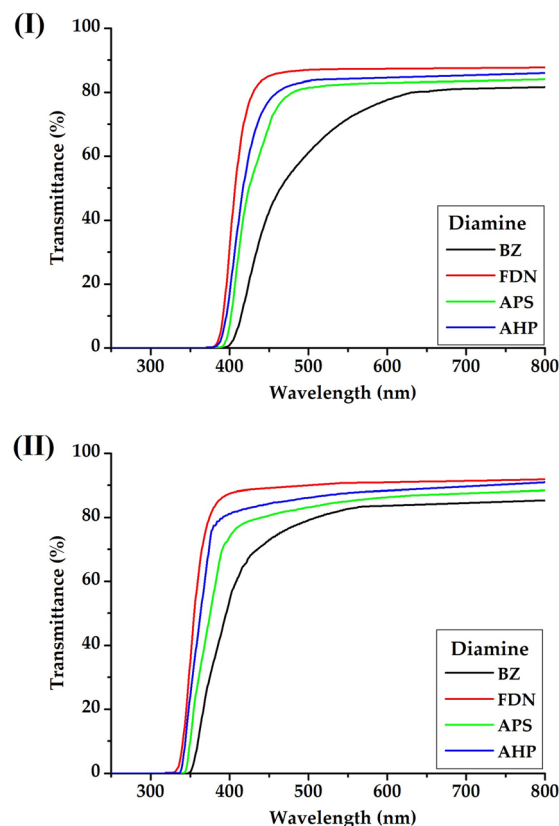 (I)
100
80
60
40
20
0
Transmittance (%)
Diamine
BZ
FDN
APS
AHP
300 400 500 600 700 800
Wavelength (nm)
(II)
100
80
60
40
20
0
Transmittance (%)
Diamine
BZ
FDN
APS
AHP
300 400 500 600 700 800
Wavelength (nm)